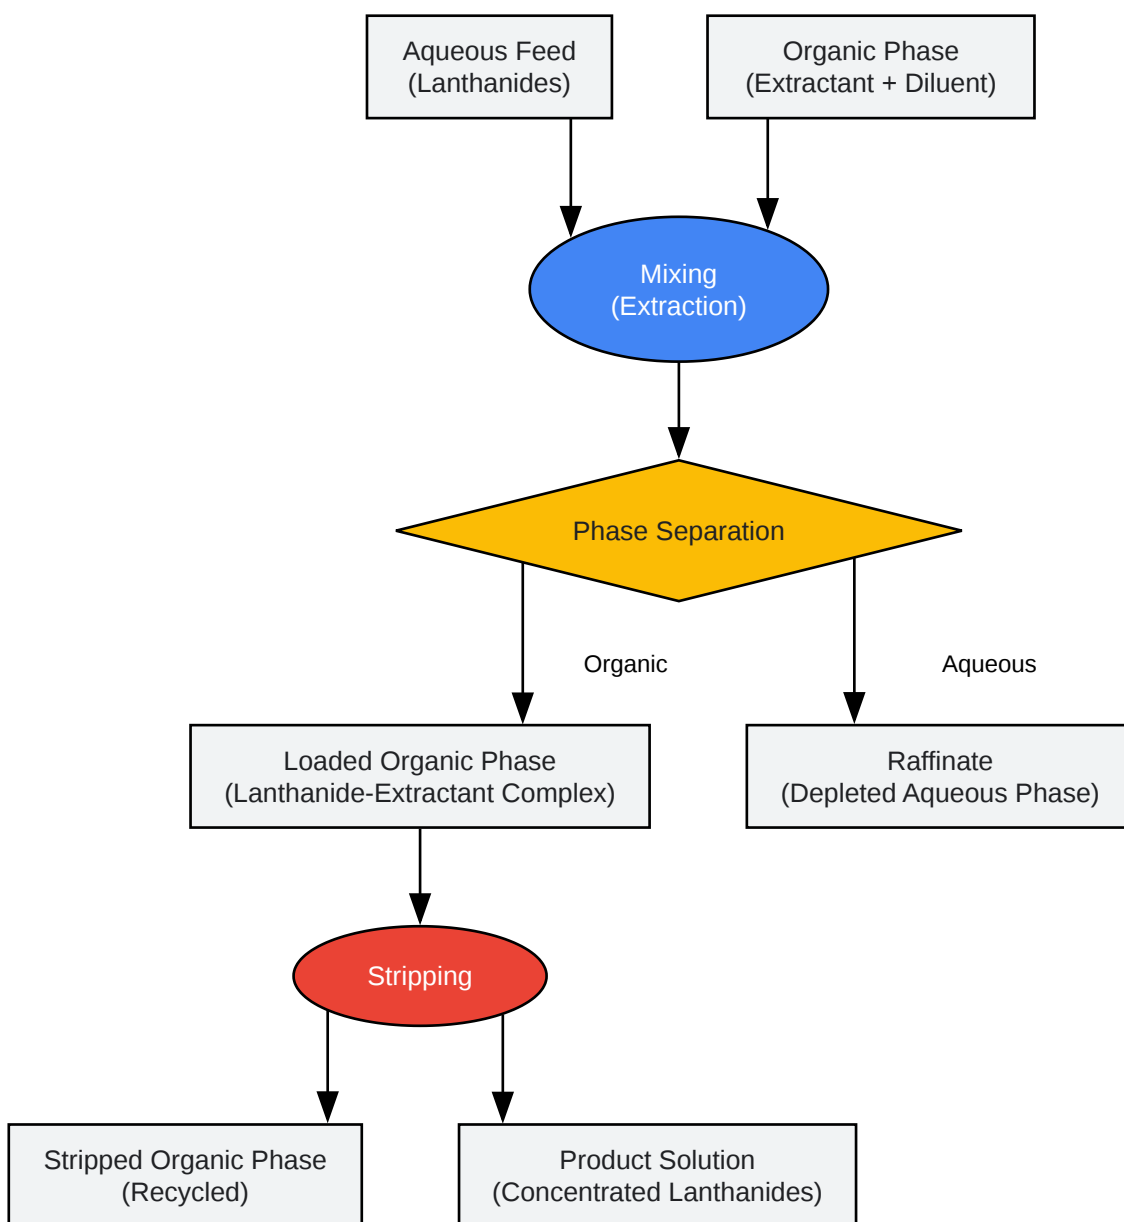 Aqueous Feed
(Lanthanides)
Organic Phase
(Extractant + Diluent)
Mixing
(Extraction)
Phase Separation
Organic
Aqueous
Loaded Organic Phase
(Lanthanide-Extractant Complex)
Raffinate
(Depleted Aqueous Phase)
Stripping
Stripped Organic Phase
(Recycled)
Product Solution
(Concentrated Lanthanides)